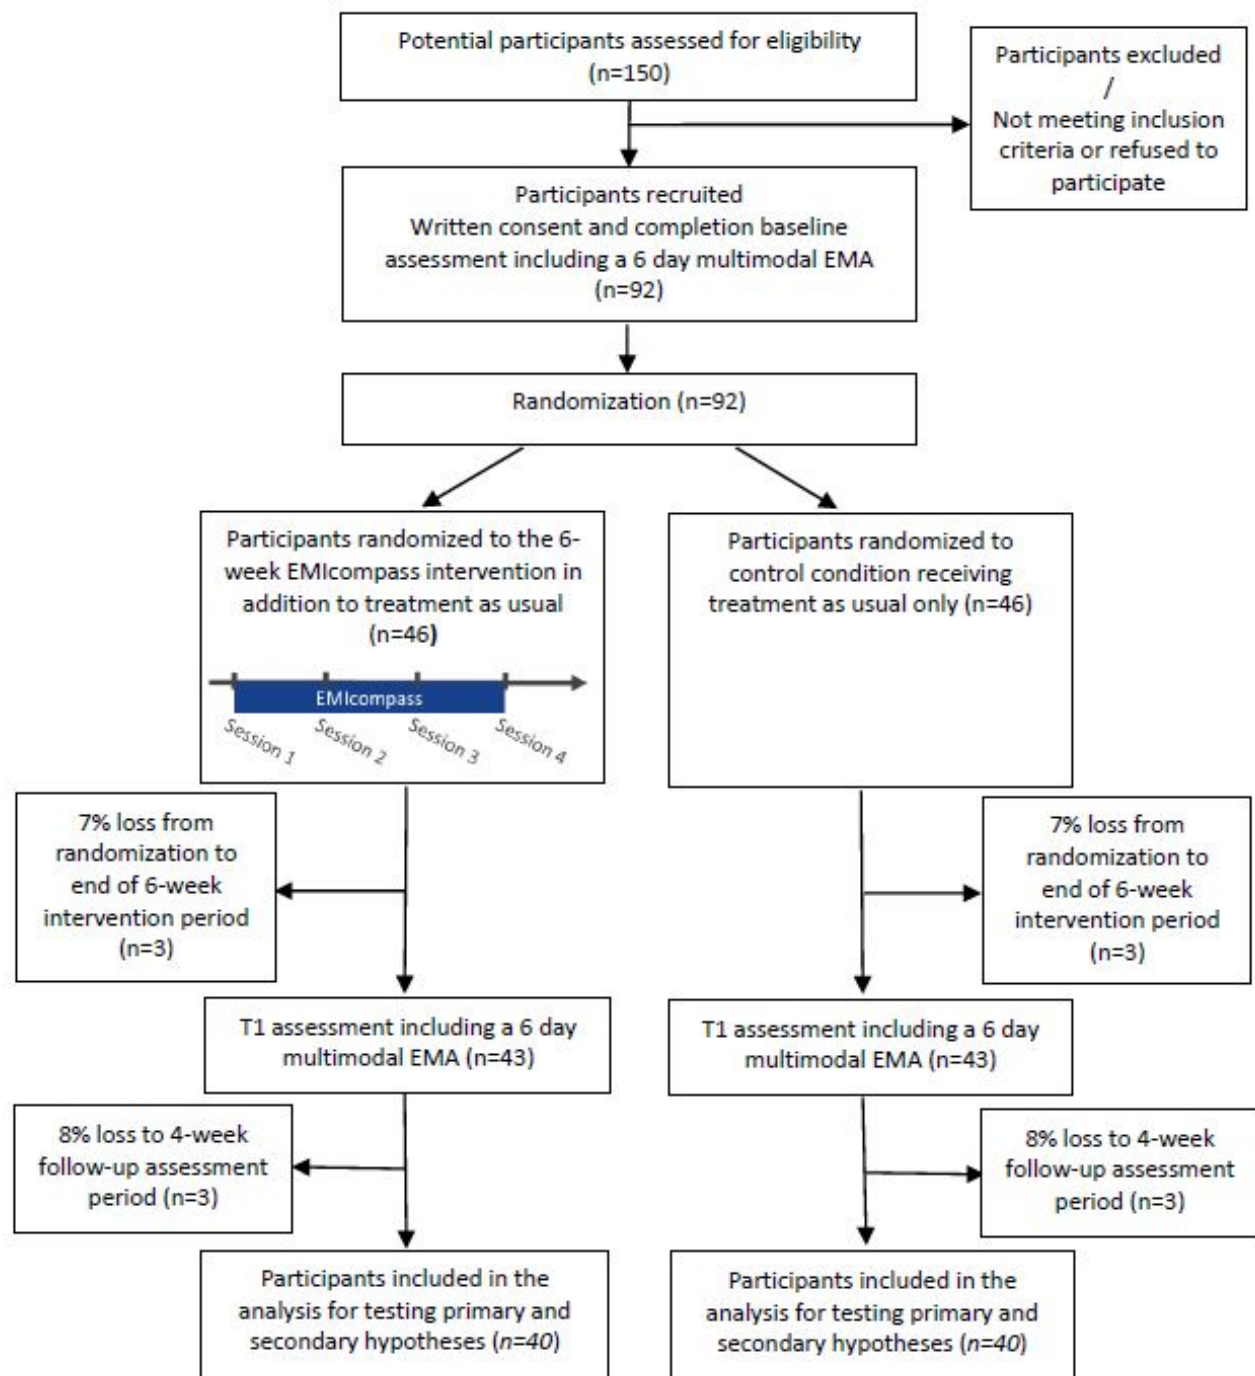 Potential participants assessed for eligibility
(n=150)
Participants excluded
/
Not meeting inclusion
criteria or refused to
participate
Participants recruited
Written consent and completion baseline
assessment including a 6 day multimodal EMA
(n=92)
Randomization (n=92)
Participants randomized to the 6-
week EMIcompass intervention in
addition to treatment as usual
(n=46)
EMIcompass
Session 1
Session 2
Session 3
Session 4
Participants randomized to
control condition receiving
treatment as usual only (n=46)
7% loss from
randomization to
end of 6-week
intervention period
(n=3)
7% loss from
randomization to
end of 6-week
intervention period
(n=3)
T1 assessment including a 6 day
multimodal EMA (n=43)
T1 assessment including a 6 day
multimodal EMA (n=43)
8% loss to 4-week
follow-up assessment
period (n=3)
8% loss to 4-week
follow-up assessment
period (n=3)
Participants included in the
analysis for testing primary and
secondary hypotheses (n=40)
Participants included in the
analysis for testing primary and
secondary hypotheses (n=40)